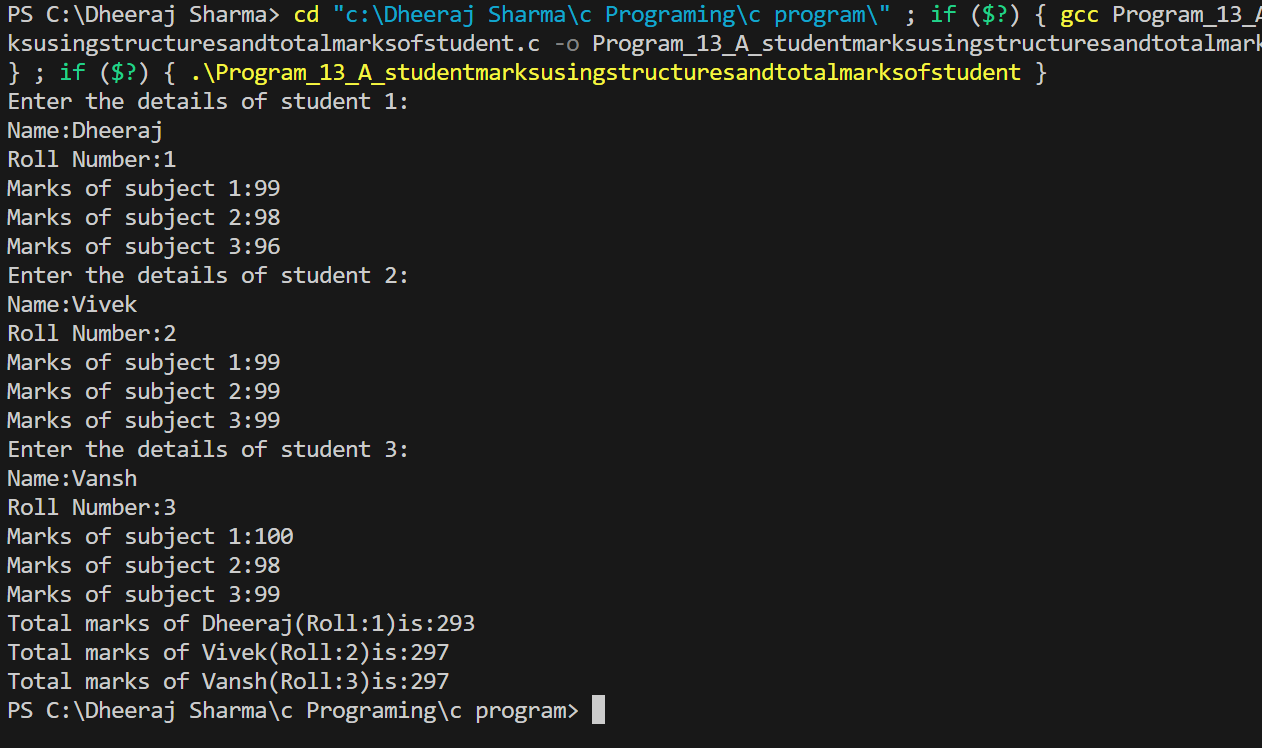 PS C:\Dheeraj Sharma> cd "c:\Dheeraj Sharma\c Programing\c program\" ; if ($?) { gcc Program_13_A
ksusingstructuresandtotalmarksofstudent.c -o Program_13_A_studentmarksusingstructuresandtotalmark
} ; if ($?) { .\Program_13_A_studentmarksusingstructuresandtotalmarksofstudent }
Enter the details of student 1:
Name:Dheeraj
Roll Number:1
Marks of subject 1:99
Marks of subject 2:98
Marks of subject 3:96
Enter the details of student 2:
Name:Vivek
Roll Number:2
Marks of subject 1:99
Marks of subject 2:99
Marks of subject 3:99
Enter the details of student 3:
Name:Vansh
Roll Number:3
Marks of subject 1:100
Marks of subject 2:98
Marks of subject 3:99
Total marks of Dheeraj(Roll:1)is:293
Total marks of Vivek(Roll:2)is:297
Total marks of Vansh(Roll:3)is:297
PS C:\Dheeraj Sharma\c Programing\c program>